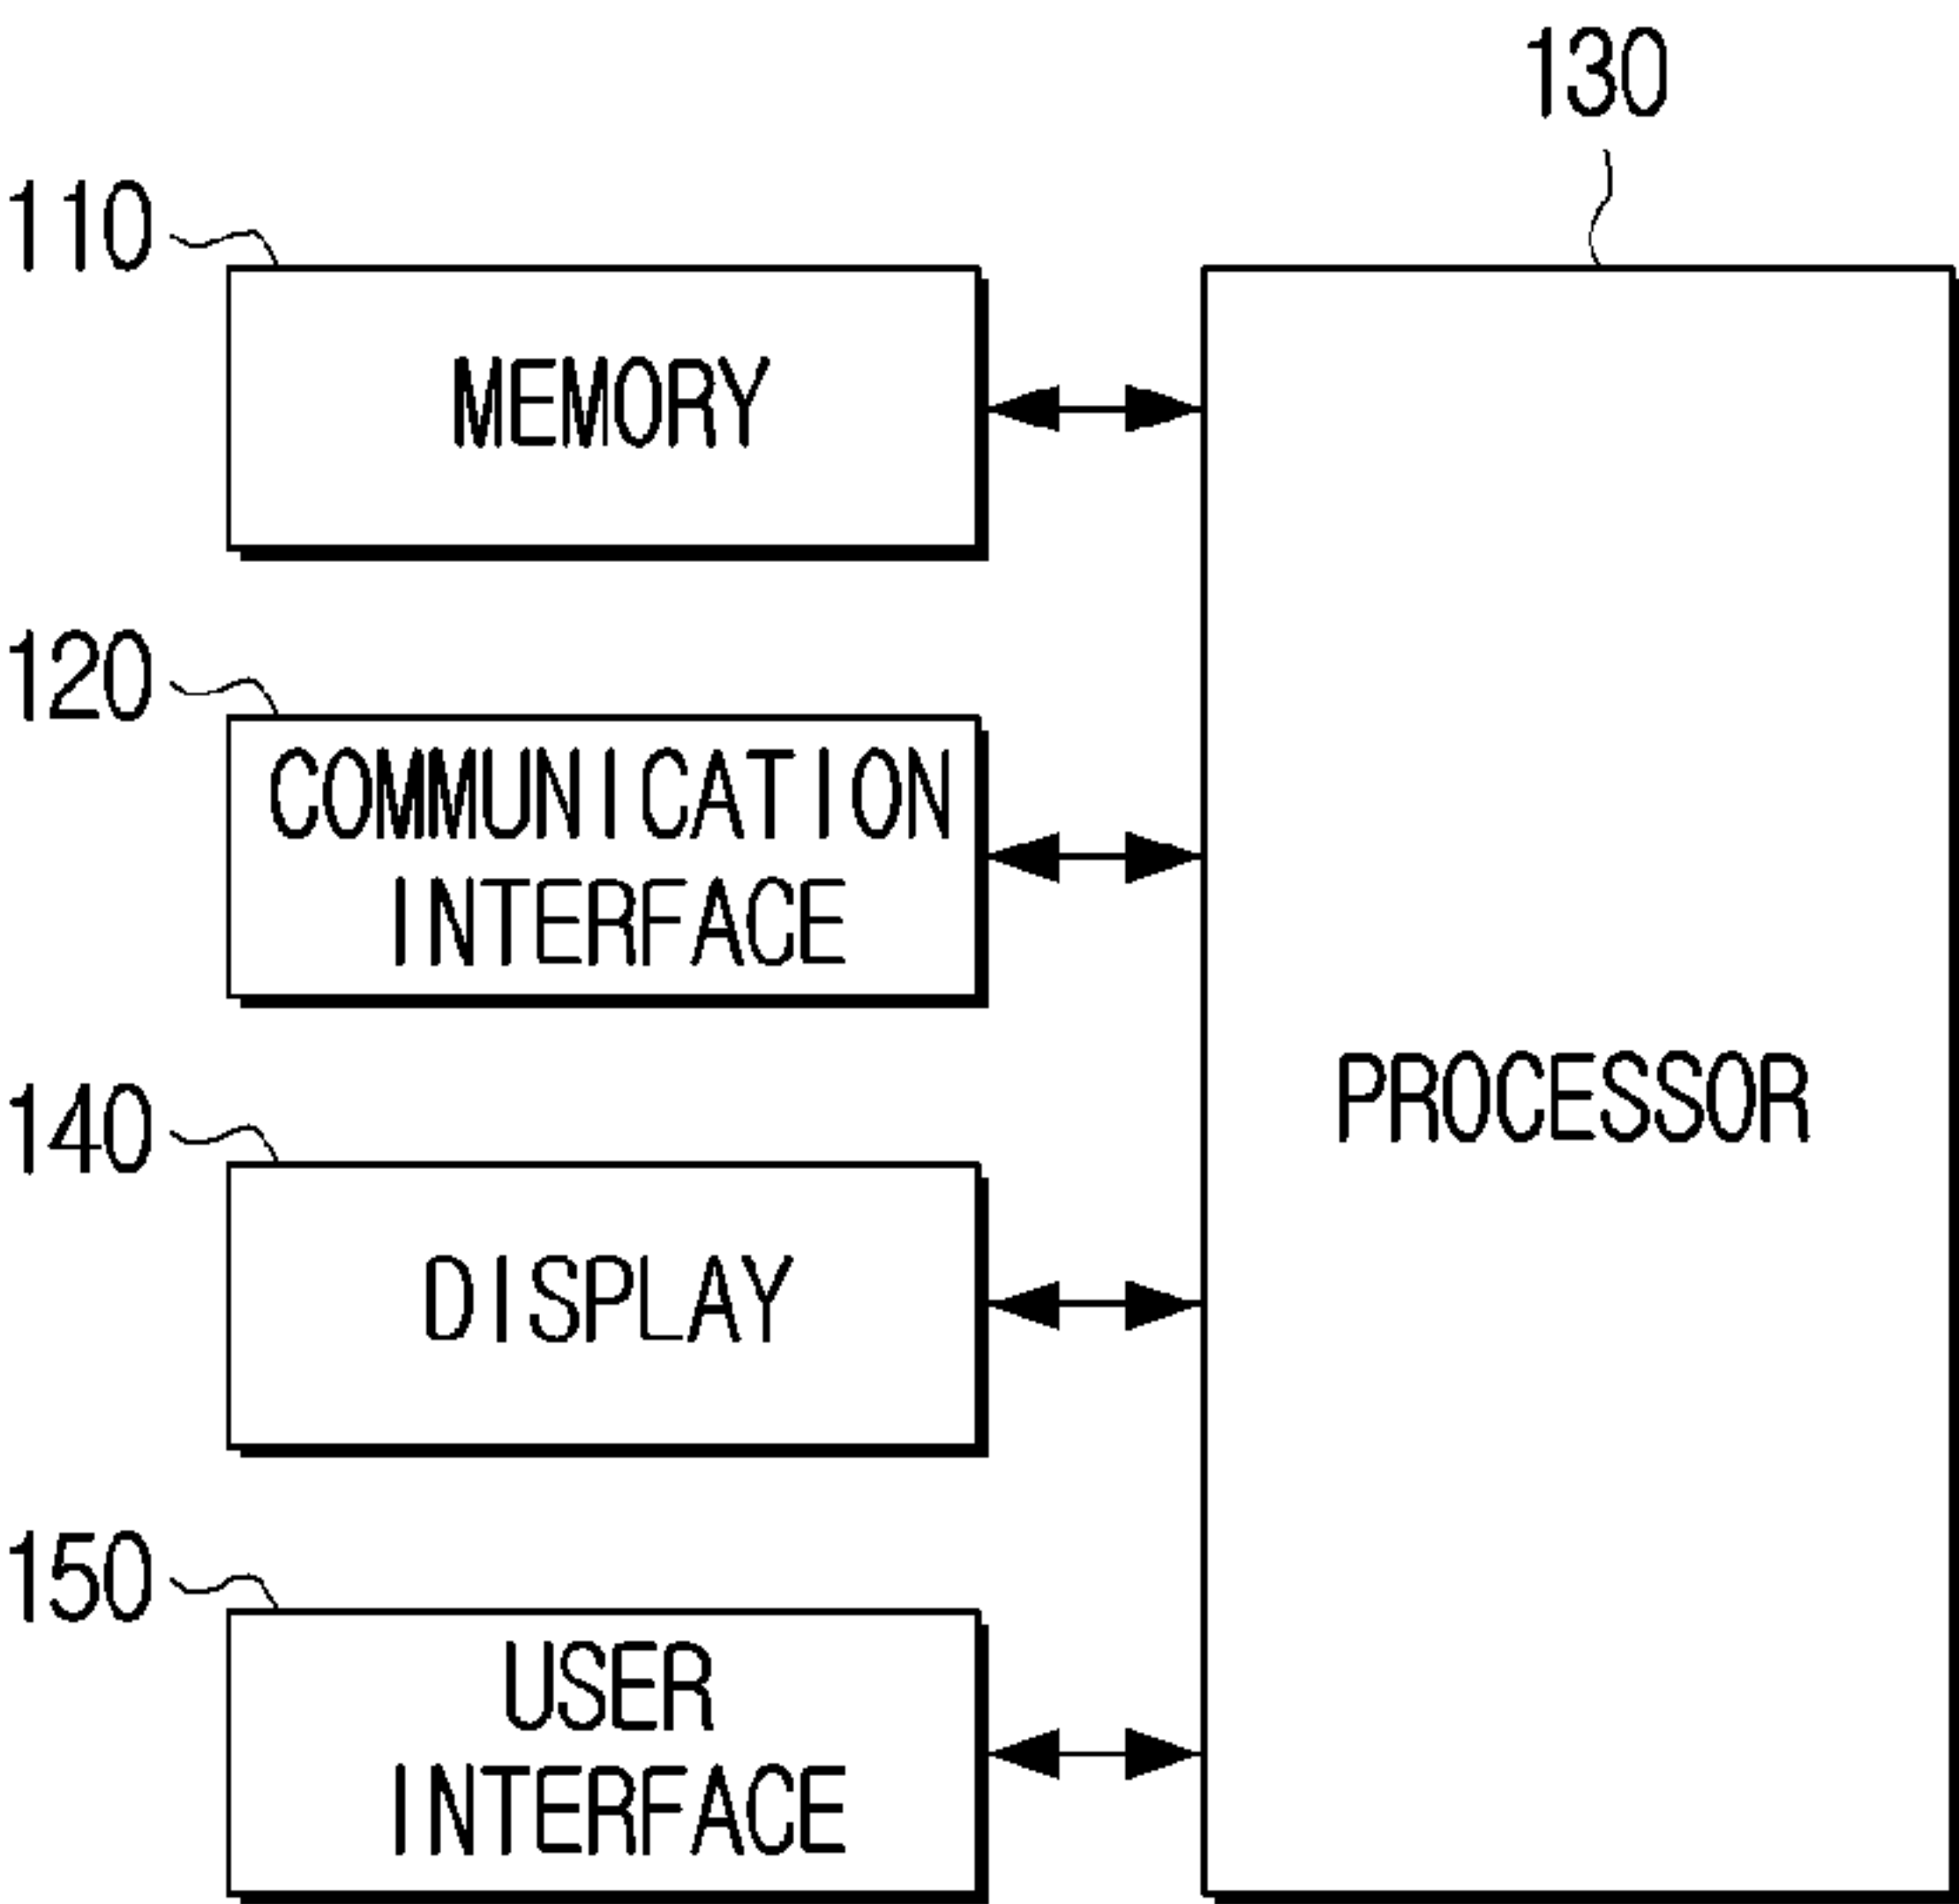 130
110
MEMORY
120
COMMUNICATION
INTERFACE
PROCESSOR
140
DISPLAY
150
USER
INTERFACE